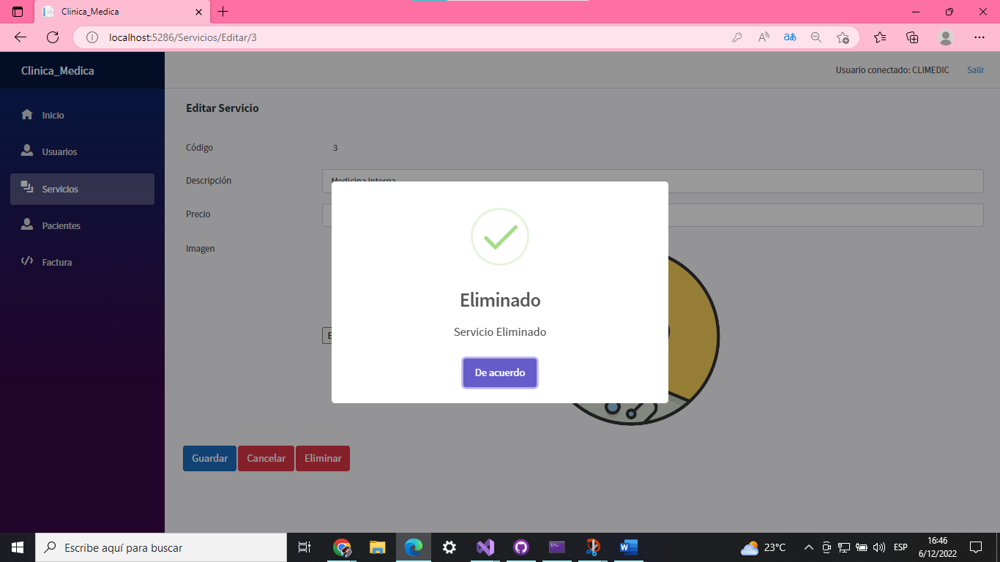 Clinica_Medica
localhost:5286/Servicios/Editar/3
Clinica_Medica
Usuario conectado: CLIMEDIC
Salir
Inicio
Usuarios
Servicios
Pacientes
Factura
Editar Servicio
Código
3
Descripción
Medicina Interna
Precio
Imagen
Eliminado
Servicio Eliminado
De acuerdo
Guardar
Cancelar
Eliminar
Escribe aquí para buscar
23°C
ESP
16:46
6/12/2022